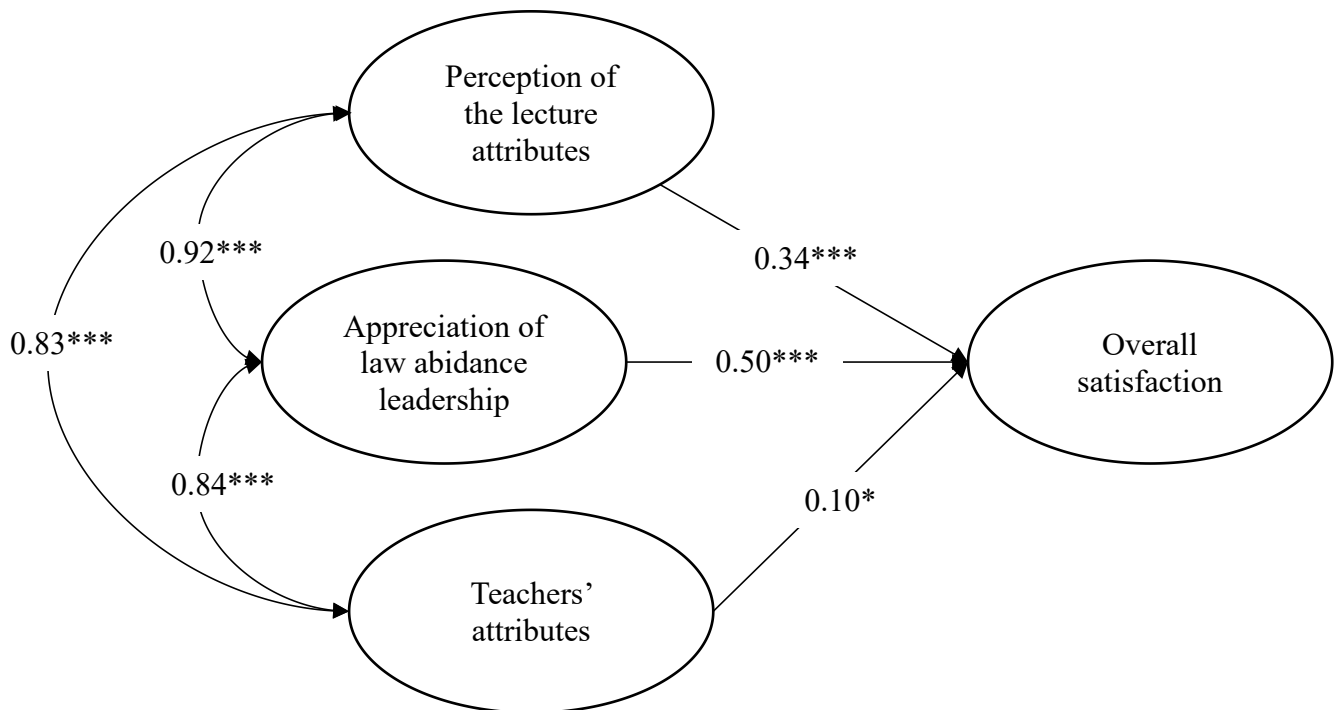 Perception of
the lecture
attributes
0.92***
0.34***
0.83***
Appreciation of
law abidance
leadership
0.50***
Overall
satisfaction
0.84***
0.10*
Teachers’
attributes